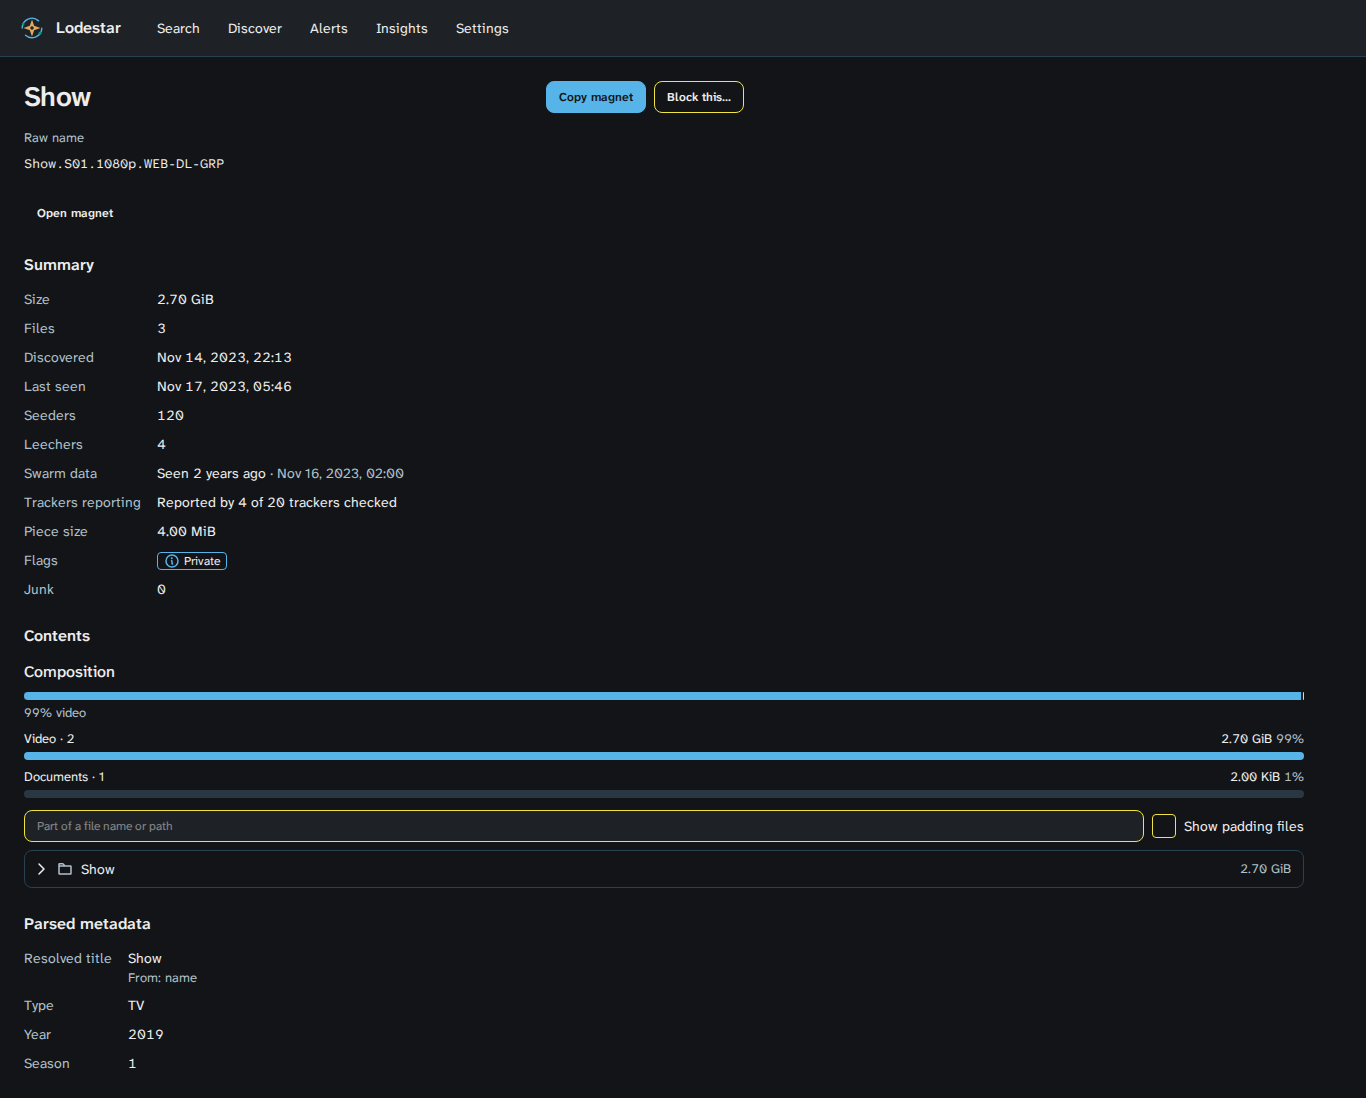 Lodestar Search Discover Alerts Insights Settings
Show Copy magnet Block this...
Raw name
Show.S01.1080p.WEB-DL-GRP
Open magnet
Summary
Size 2.70 GiB
Files 3
Discovered Nov 14, 2023, 22:13
Last seen Nov 17, 2023, 05:46
Seeders 120
Leechers 4
Swarm data Seen 2 years ago · Nov 16, 2023, 02:00
Trackers reporting Reported by 4 of 20 trackers checked
Piece size 4.00 MiB
Flags Private
Junk 0
Contents
Composition
99% video
Video · 2 2.70 GiB 99%
Documents · 1 2.00 KiB 1%
Part of a file name or path Show padding files
Show 2.70 GiB
Parsed metadata
Resolved title Show
From: name
Type TV
Year 2019
Season 1